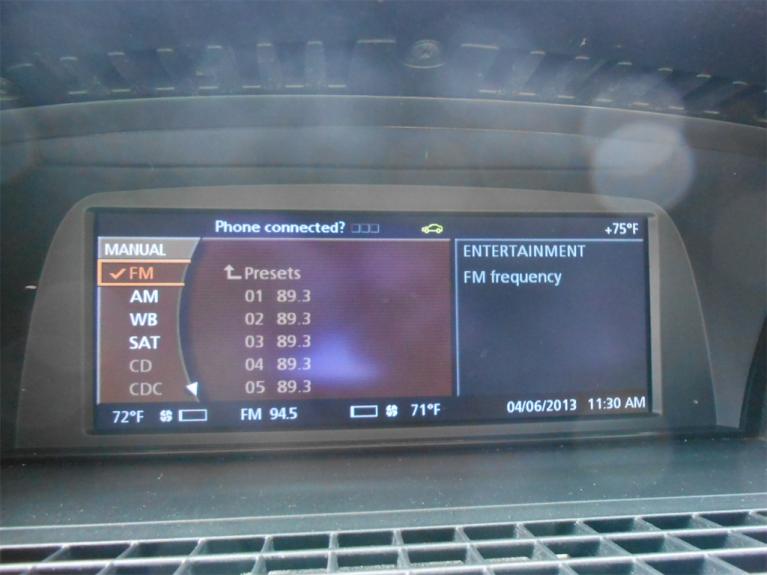 Phone connected? +75°F
MANUAL
FM
AM
WB
SAT
CD
CDC
Presets
01 89.3
02 89.3
03 89.3
04 89.3
05 89.3
ENTERTAINMENT
FM frequency
72°F FM 94.5 71°F 04/06/2013 11:30 AM